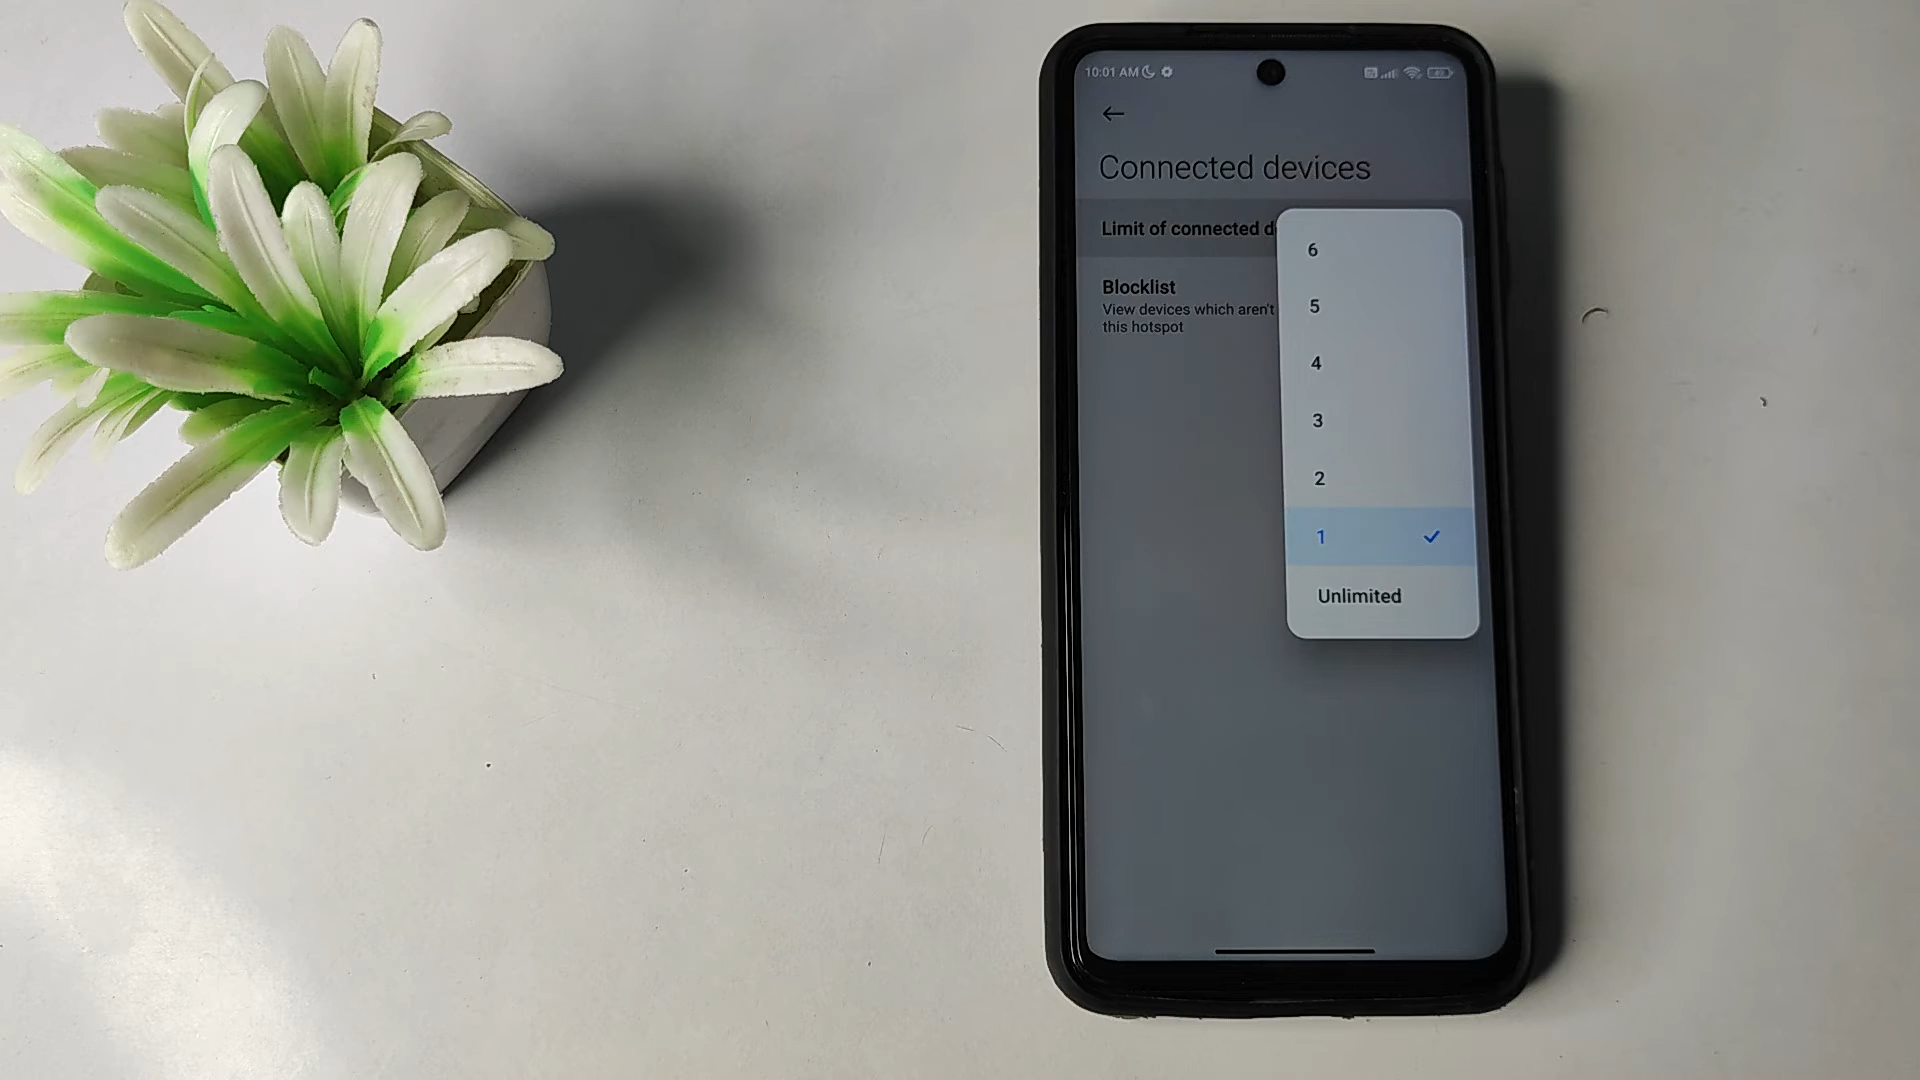 10:01 AM
Connected devices
Limit of connected d
6
Blocklist
View devices which aren't
this hotspot
5
4
3
2
1
Unlimited